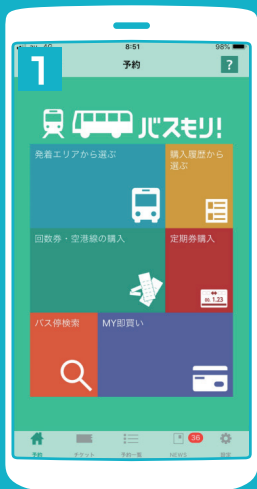 1
8:51
98%
予約
?
バスもり!
発着エリアから選ぶ
購入履歴から
選ぶ
回数券・空港線の購入
定期券購入
1.23
バス停検索
MY即買い
36
予約
チケット
予約一覧
NEWS
設定